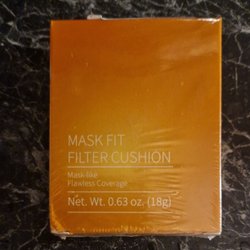 MASK FIT
FILTER CUSHION
Mask-like
Flawless Coverage
Net. Wt. 0.63 oz. (18g)